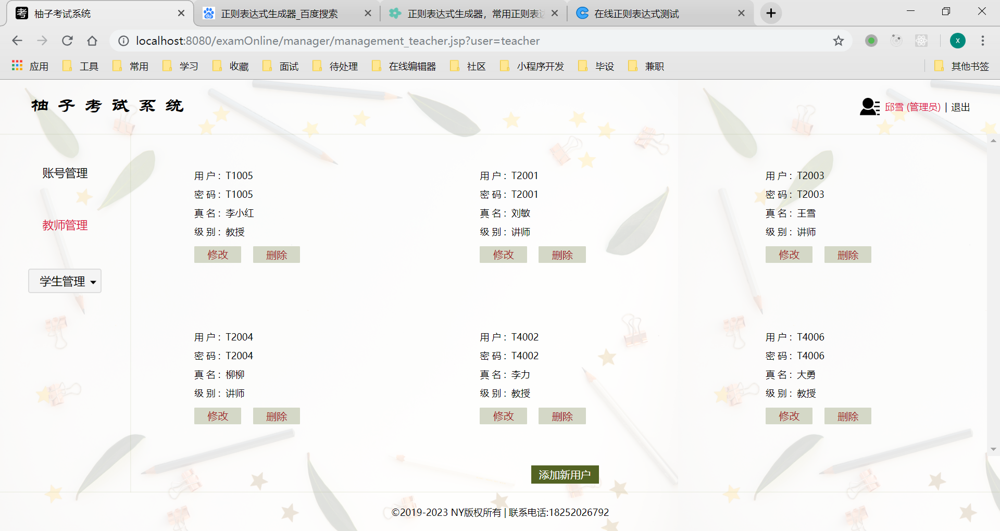 柚子考试系统
正则表达式生成器_百度搜索
正则表达式生成器，常用正则表
在线正则表达式测试
localhost:8080/examOnline/manager/management_teacher.jsp?user=teacher
x
应用 工具 常用 学习 收藏 面试 待处理 在线编辑器 社区 小程序开发 毕设 兼职 其他书签
柚子考试系统
邱雪 (管理员) | 退出
账号管理
教师管理
学生管理
用 户： T1005
密 码： T1005
真 名： 李小红
级 别： 教授
修改 删除
用 户： T2001
密 码： T2001
真 名： 刘敏
级 别： 讲师
修改 删除
用 户： T2003
密 码： T2003
真 名： 王雪
级 别： 讲师
修改 删除
用 户： T2004
密 码： T2004
真 名： 柳柳
级 别： 讲师
修改 删除
用 户： T4002
密 码： T4002
真 名： 李力
级 别： 教授
修改 删除
用 户： T4006
密 码： T4006
真 名： 大勇
级 别： 教授
修改 删除
添加新用户
©2019-2023 NY版权所有 | 联系电话:18252026792